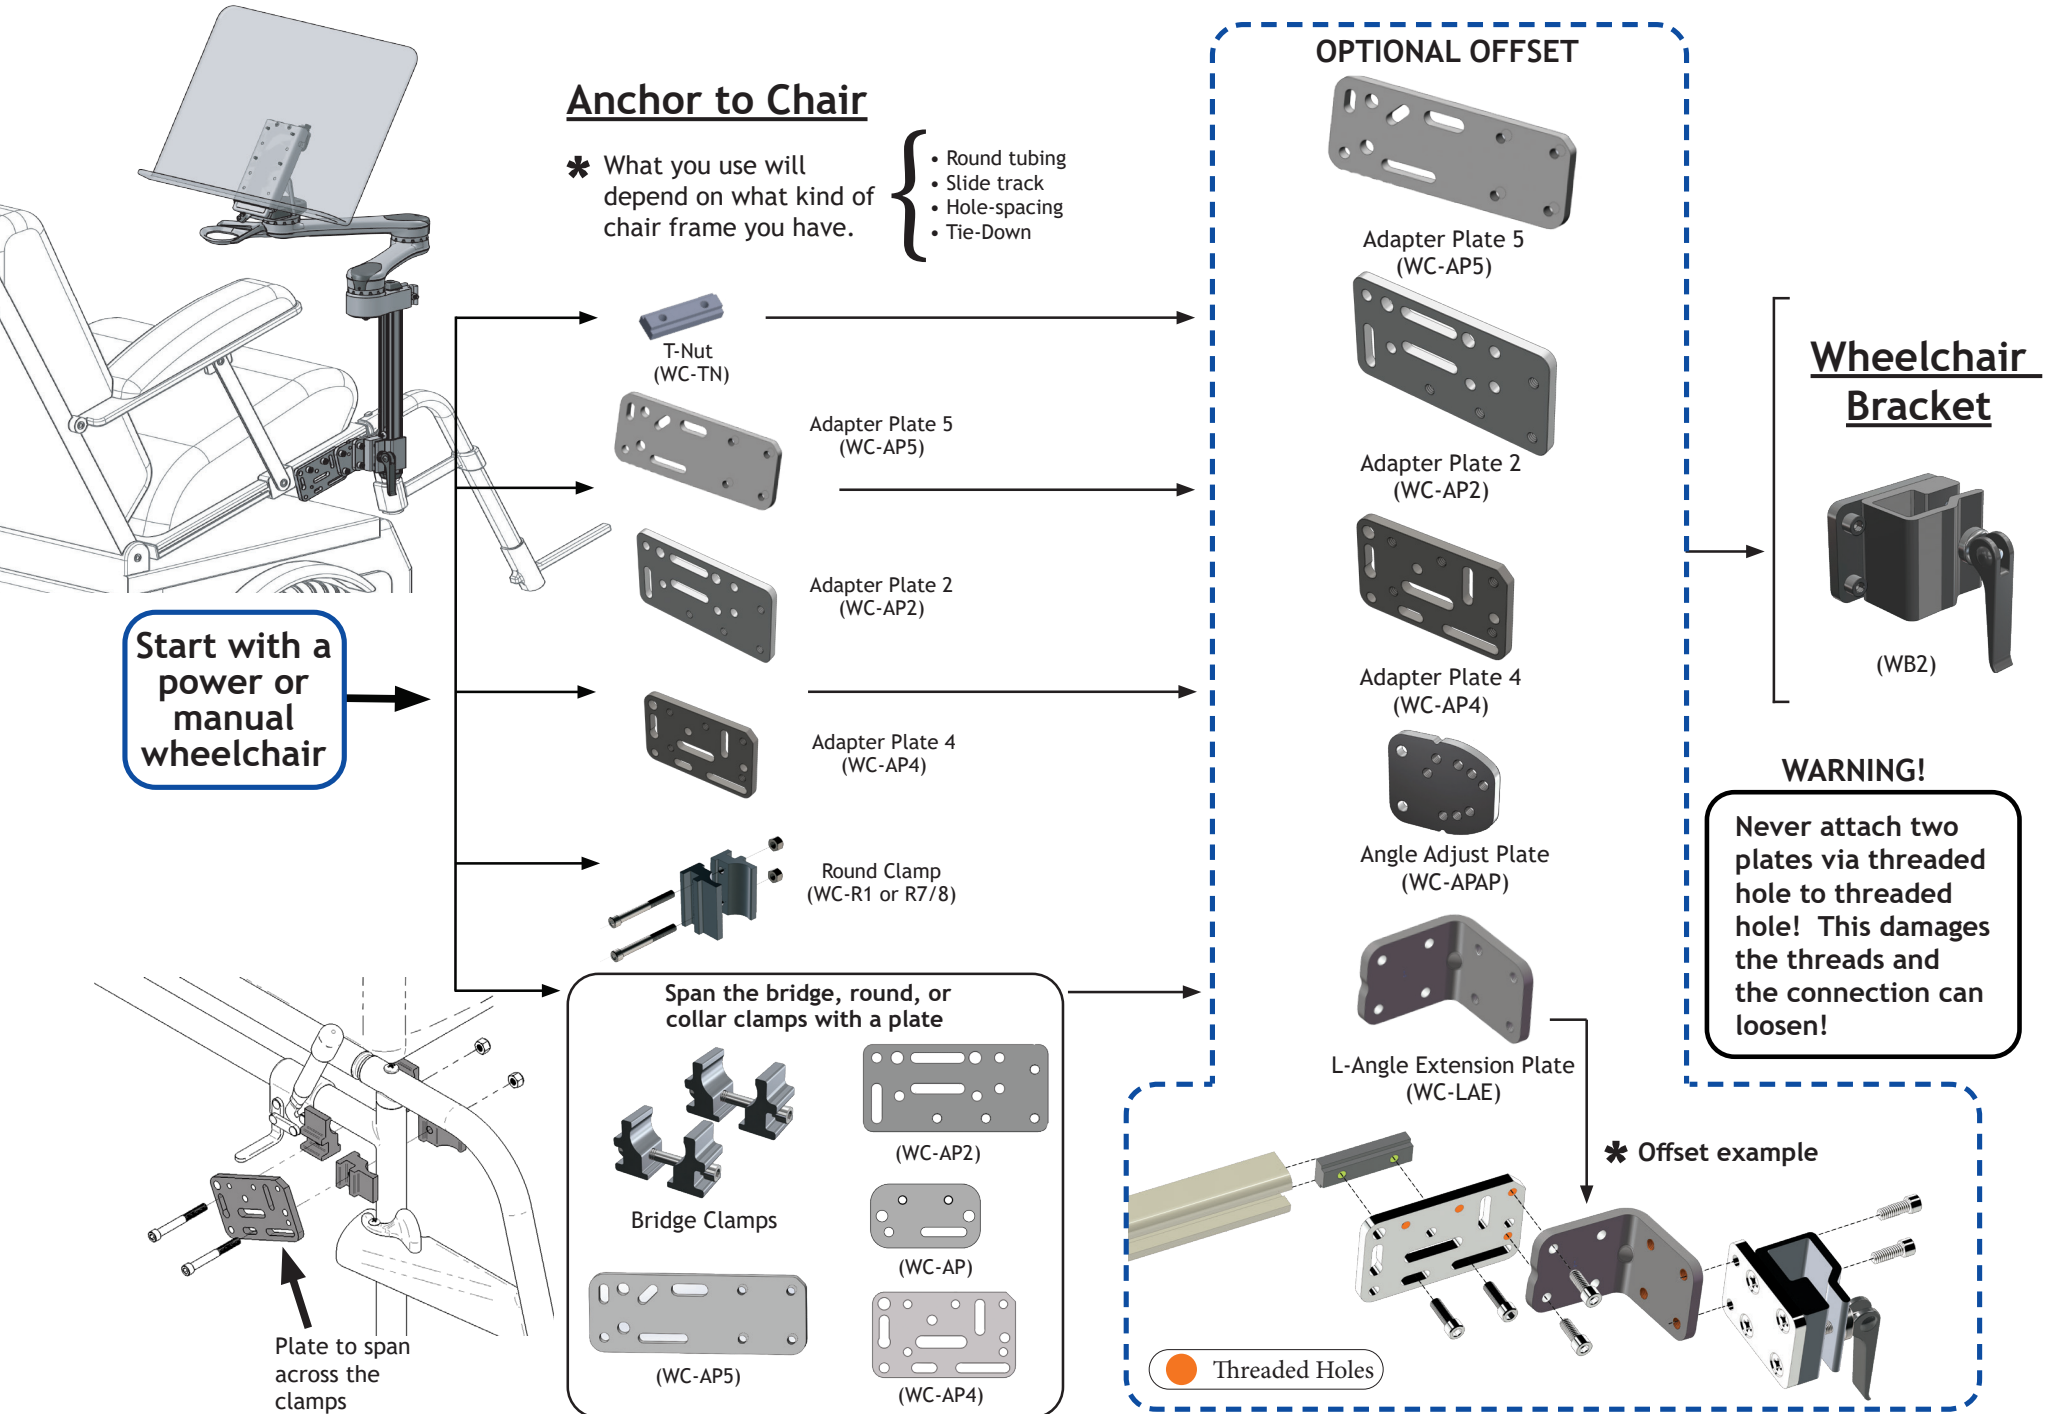 Anchor to Chair
* What you use will
depend on what kind of
chair frame you have.
• Round tubing
• Slide track
• Hole-spacing
• Tie-Down
T-Nut
(WC-TN)
Adapter Plate 5
(WC-AP5)
Adapter Plate 2
(WC-AP2)
Adapter Plate 4
(WC-AP4)
Round Clamp
(WC-R1 or R7/8)
Start with a
power or
manual
wheelchair
Span the bridge, round, or
collar clamps with a plate
Bridge Clamps
(WC-AP2)
(WC-AP)
(WC-AP5)
(WC-AP4)
Plate to span
across the
clamps
OPTIONAL OFFSET
Adapter Plate 5
(WC-AP5)
Adapter Plate 2
(WC-AP2)
Adapter Plate 4
(WC-AP4)
Angle Adjust Plate
(WC-APAP)
L-Angle Extension Plate
(WC-LAE)
* Offset example
Threaded Holes
Wheelchair
Bracket
(WB2)
WARNING!
Never attach two
plates via threaded
hole to threaded
hole! This damages
the threads and
the connection can
loosen!